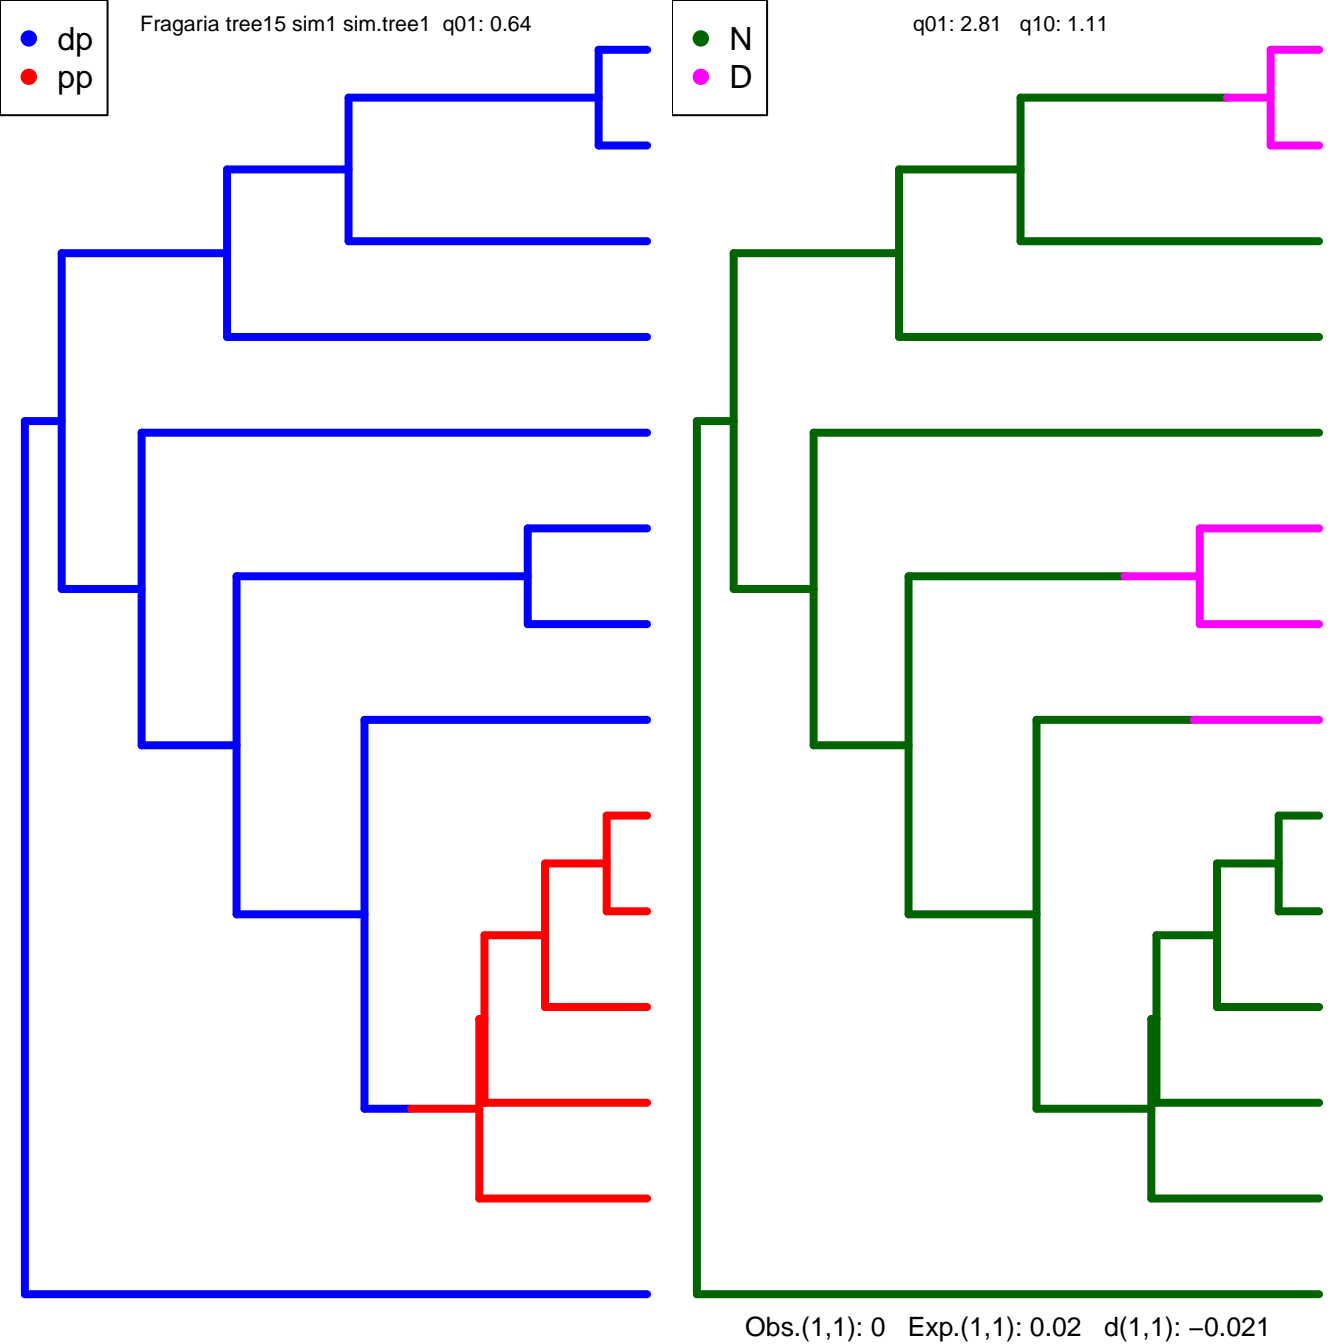 dp
pp
Fragaria tree15 sim1 sim.tree1 q01: 0.64
N
D
q01: 2.81 q10: 1.11
Obs.(1,1): 0 Exp.(1,1): 0.02 d(1,1): −0.021